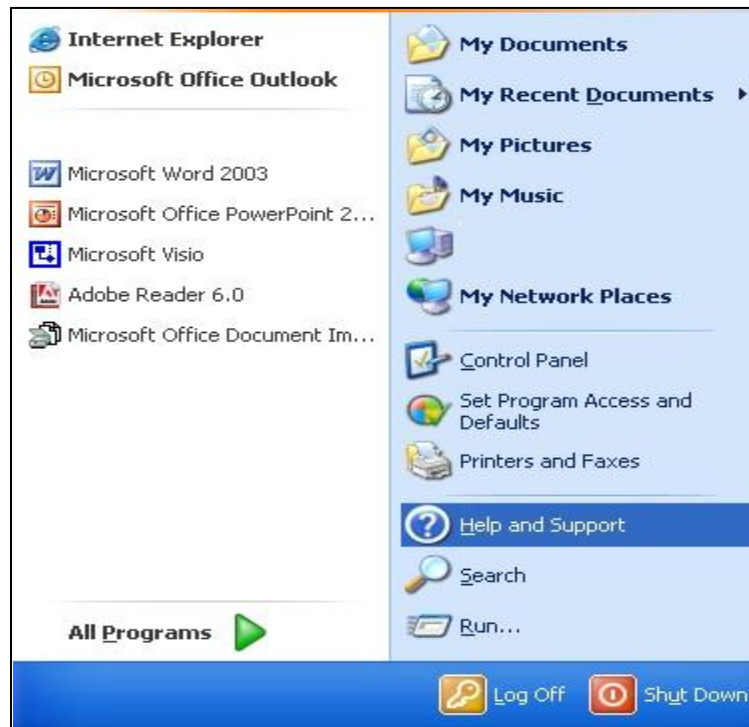 Internet Explorer
Microsoft Office Outlook
Microsoft Word 2003
Microsoft Office PowerPoint 2...
Microsoft Visio
Adobe Reader 6.0
Microsoft Office Document Im...
All Programs
My Documents
My Recent Documents
My Pictures
My Music
My Network Places
Control Panel
Set Program Access and
Defaults
Printers and Faxes
Help and Support
Search
Run...
Log Off
Shut Down